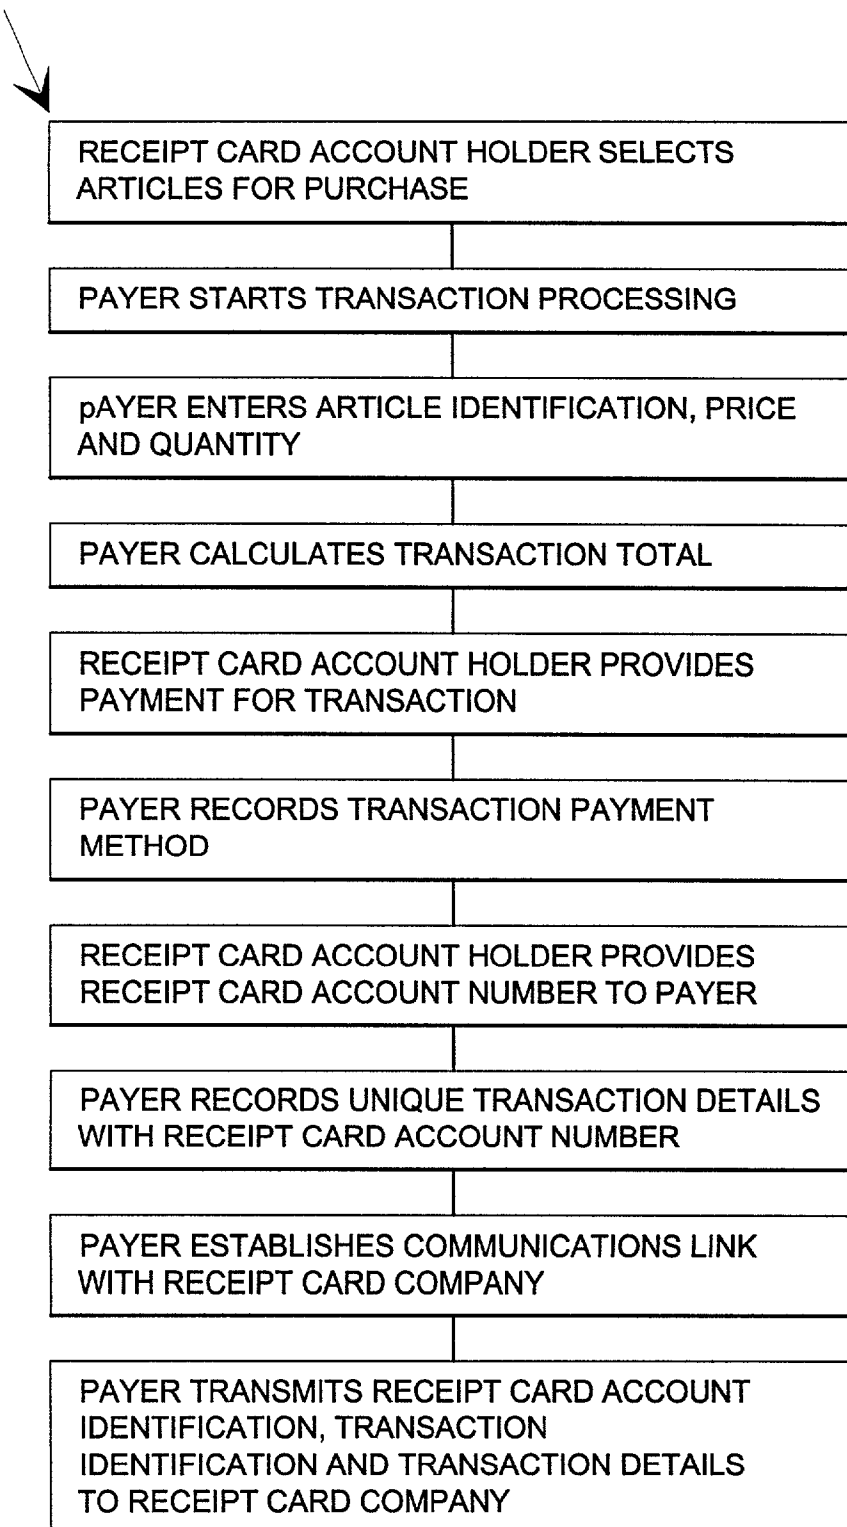 RECEIPT CARD ACCOUNT HOLDER SELECTS
ARTICLES FOR PURCHASE
PAYER STARTS TRANSACTION PROCESSING
pAYER ENTERS ARTICLE IDENTIFICATION, PRICE
AND QUANTITY
PAYER CALCULATES TRANSACTION TOTAL
RECEIPT CARD ACCOUNT HOLDER PROVIDES
PAYMENT FOR TRANSACTION
PAYER RECORDS TRANSACTION PAYMENT
METHOD
RECEIPT CARD ACCOUNT HOLDER PROVIDES
RECEIPT CARD ACCOUNT NUMBER TO PAYER
PAYER RECORDS UNIQUE TRANSACTION DETAILS
WITH RECEIPT CARD ACCOUNT NUMBER
PAYER ESTABLISHES COMMUNICATIONS LINK
WITH RECEIPT CARD COMPANY
PAYER TRANSMITS RECEIPT CARD ACCOUNT
IDENTIFICATION, TRANSACTION
IDENTIFICATION AND TRANSACTION DETAILS
TO RECEIPT CARD COMPANY